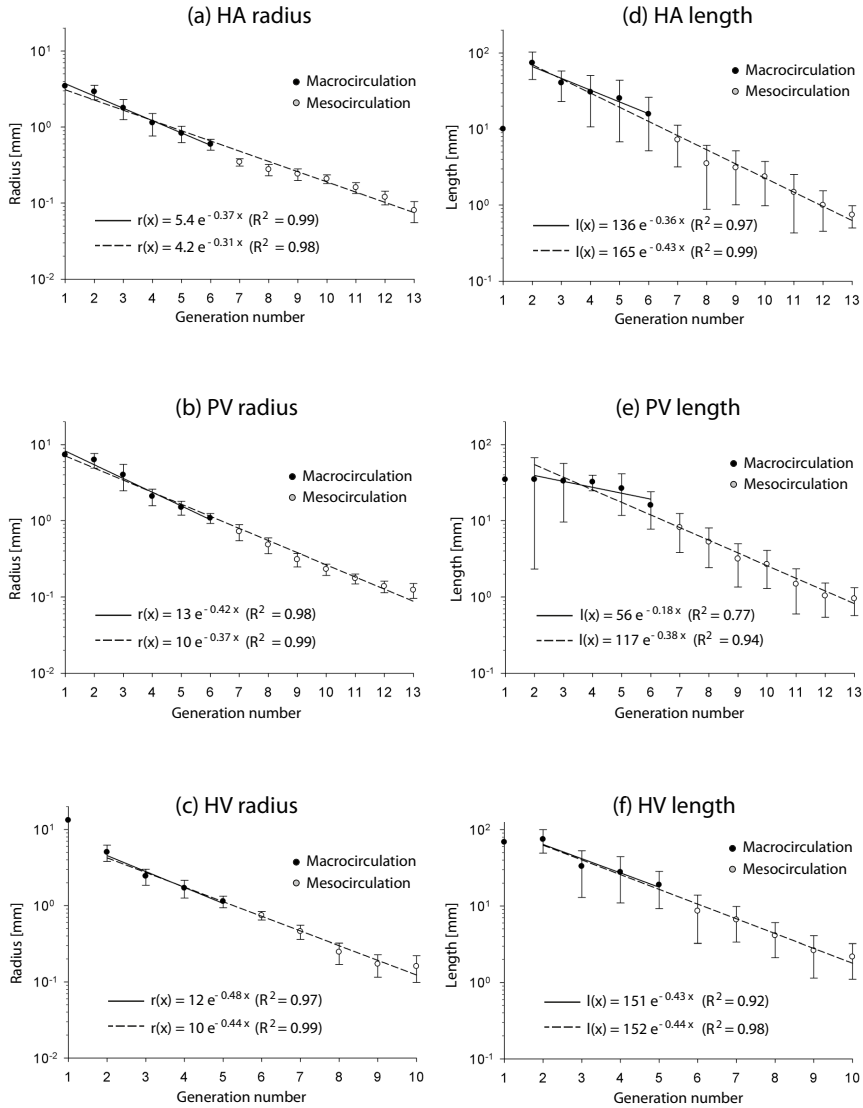 (a) HA radius
Radius [mm]
10^1
10^0
10^-1
10^-2
Macrocirculation
Mesocirculation
r(x) = 5.4 e^-0.37 x (R^2 = 0.99)
r(x) = 4.2 e^-0.31 x (R^2 = 0.98)
1 2 3 4 5 6 7 8 9 10 11 12 13
Generation number
(d) HA length
Length [mm]
10^2
10^1
10^0
10^-1
Macrocirculation
Mesocirculation
l(x) = 136 e^-0.36 x (R^2 = 0.97)
l(x) = 165 e^-0.43 x (R^2 = 0.99)
1 2 3 4 5 6 7 8 9 10 11 12 13
Generation number
(b) PV radius
Radius [mm]
10^1
10^0
10^-1
10^-2
Macrocirculation
Mesocirculation
r(x) = 13 e^-0.42 x (R^2 = 0.98)
r(x) = 10 e^-0.37 x (R^2 = 0.99)
1 2 3 4 5 6 7 8 9 10 11 12 13
Generation number
(e) PV length
Length [mm]
10^2
10^1
10^0
10^-1
Macrocirculation
Mesocirculation
l(x) = 56 e^-0.18 x (R^2 = 0.77)
l(x) = 117 e^-0.38 x (R^2 = 0.94)
1 2 3 4 5 6 7 8 9 10 11 12 13
Generation number
(c) HV radius
Radius [mm]
10^1
10^0
10^-1
10^-2
Macrocirculation
Mesocirculation
r(x) = 12 e^-0.48 x (R^2 = 0.97)
r(x) = 10 e^-0.44 x (R^2 = 0.99)
1 2 3 4 5 6 7 8 9 10
Generation number
(f) HV length
Length [mm]
10^2
10^1
10^0
10^-1
Macrocirculation
Mesocirculation
l(x) = 151 e^-0.43 x (R^2 = 0.92)
l(x) = 152 e^-0.44 x (R^2 = 0.98)
1 2 3 4 5 6 7 8 9 10
Generation number